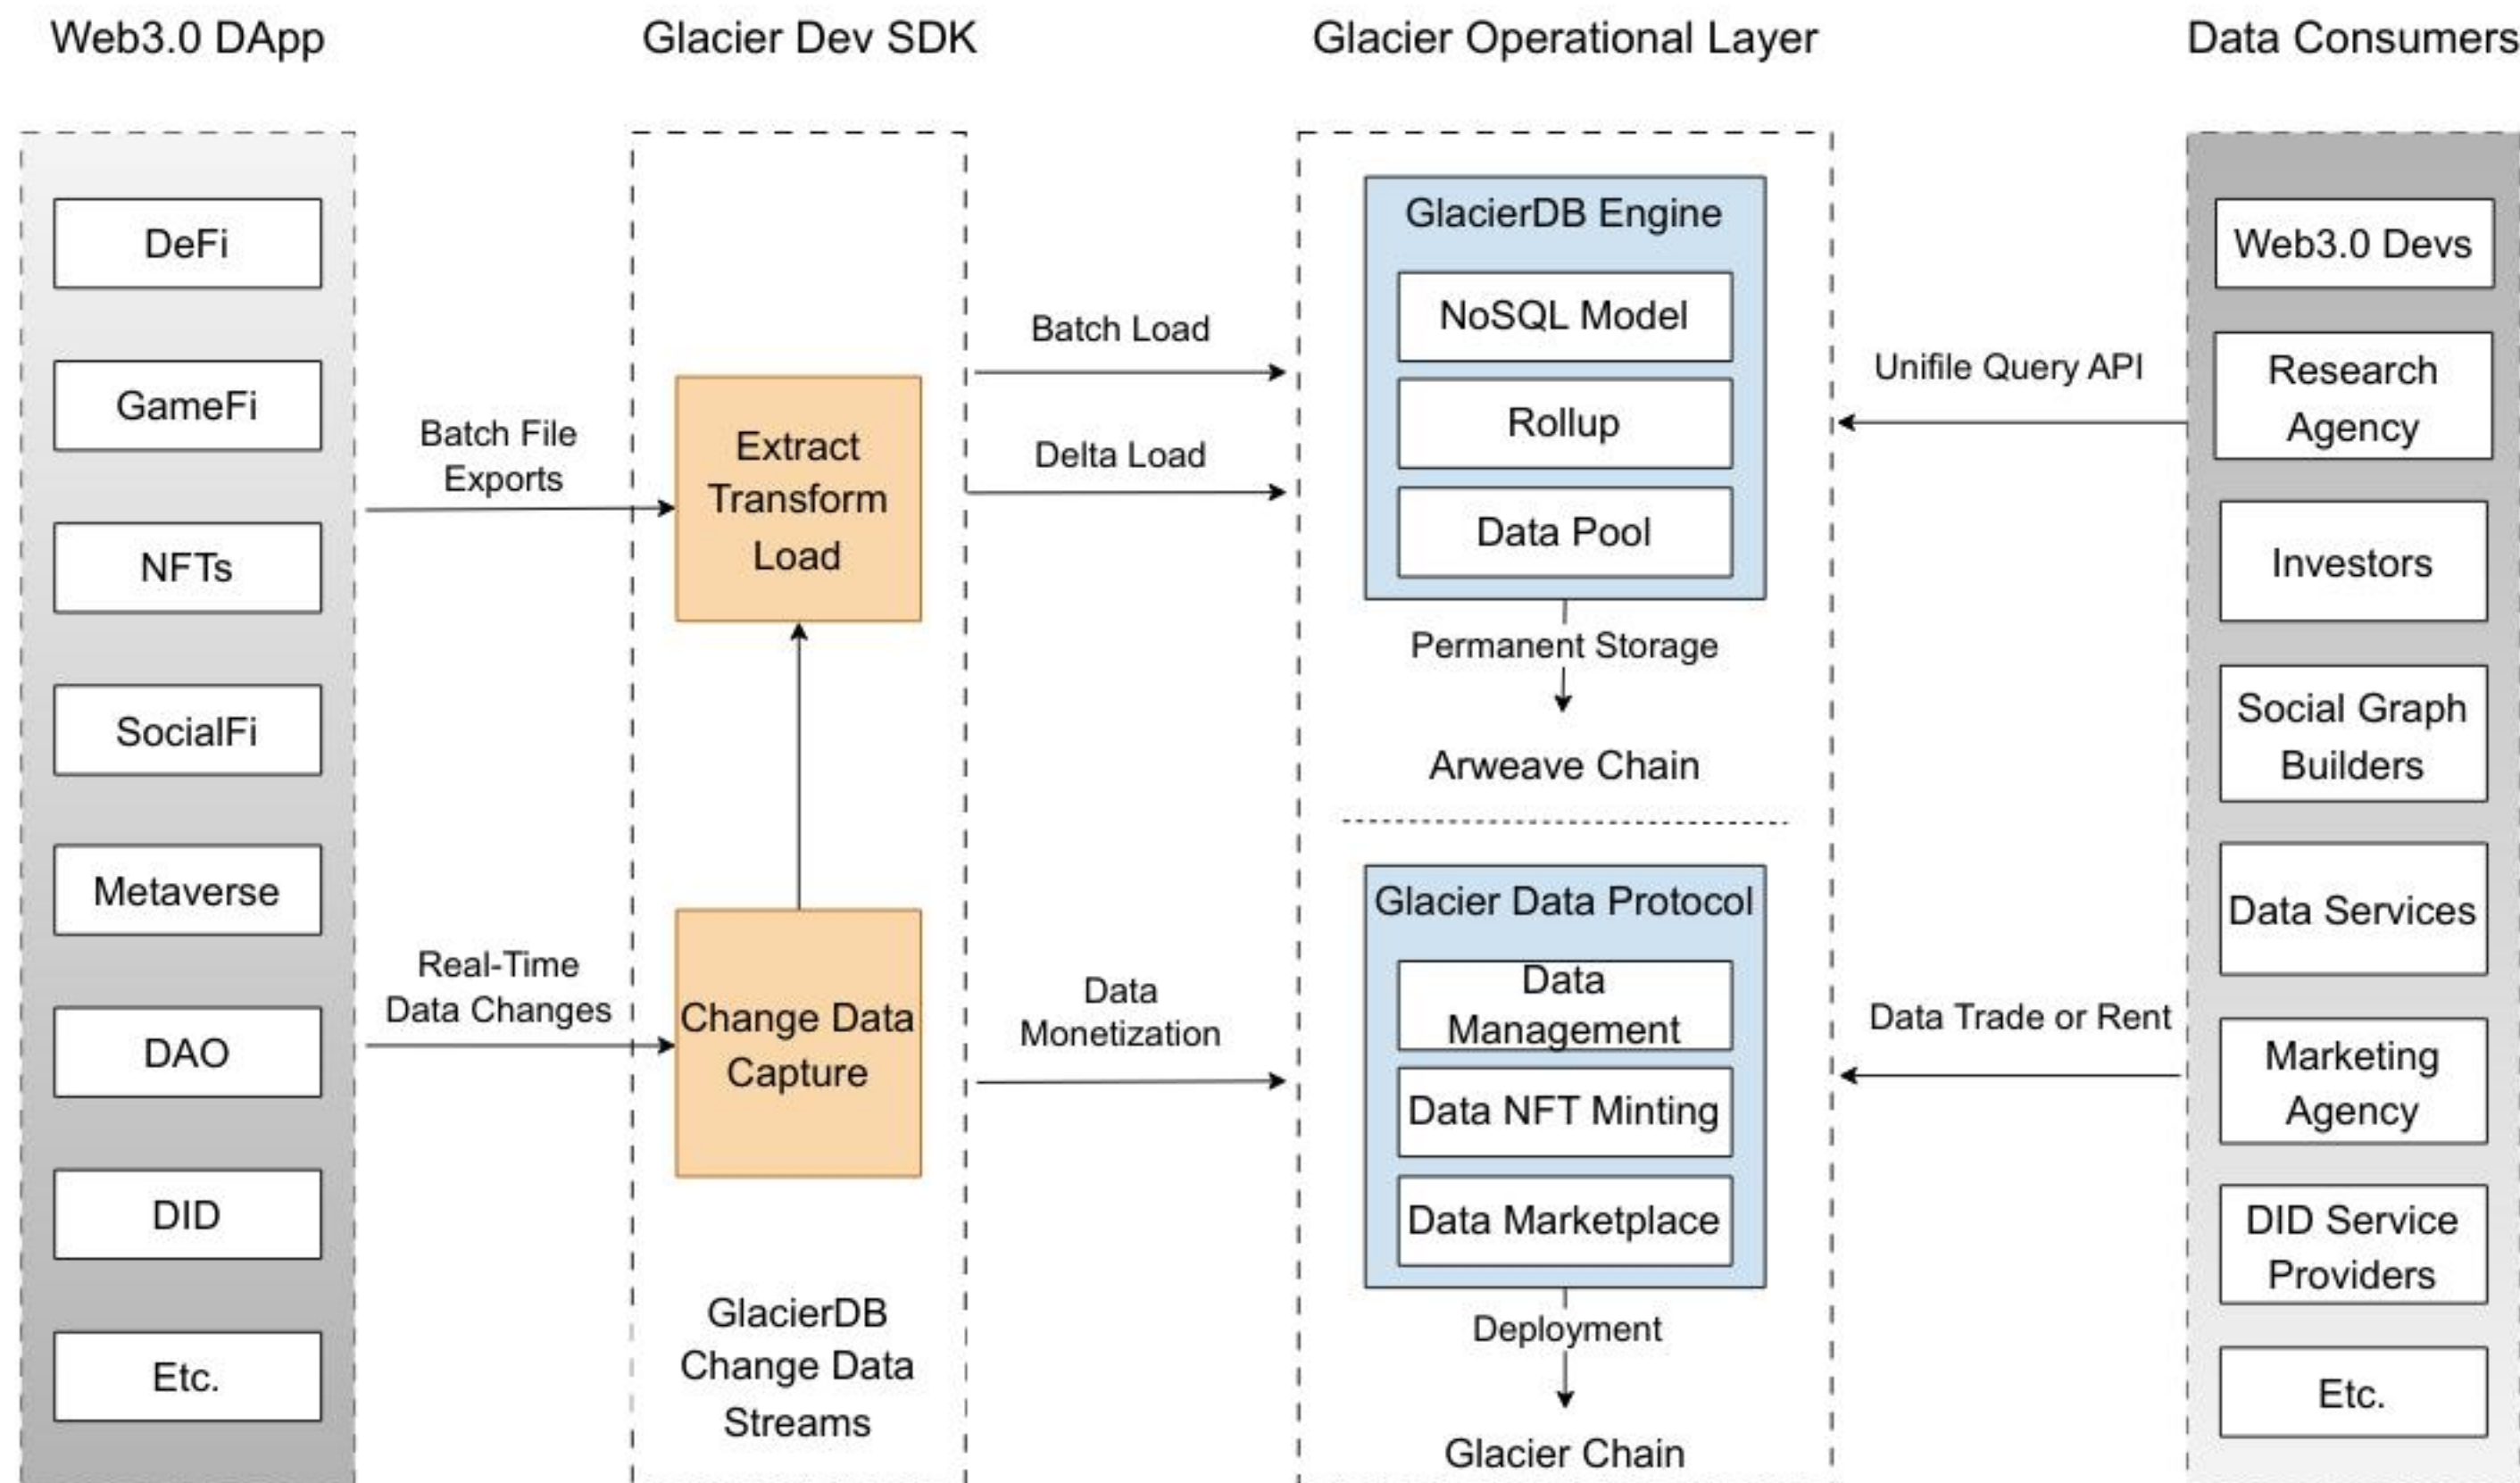 Web3.0 DApp
Glacier Dev SDK
Glacier Operational Layer
Data Consumers
DeFi
GameFi
NFTs
SocialFi
Metaverse
DAO
DID
Etc.
Batch File
Exports
Real-Time
Data Changes
Extract
Transform
Load
Change Data
Capture
GlacierDB
Change Data
Streams
Batch Load
Delta Load
Data
Monetization
GlacierDB Engine
NoSQL Model
Rollup
Data Pool
Permanent Storage
Arweave Chain
Glacier Data Protocol
Data
Management
Data NFT Minting
Data Marketplace
Deployment
Glacier Chain
Unifile Query API
Data Trade or Rent
Web3.0 Devs
Research
Agency
Investors
Social Graph
Builders
Data Services
Marketing
Agency
DID Service
Providers
Etc.